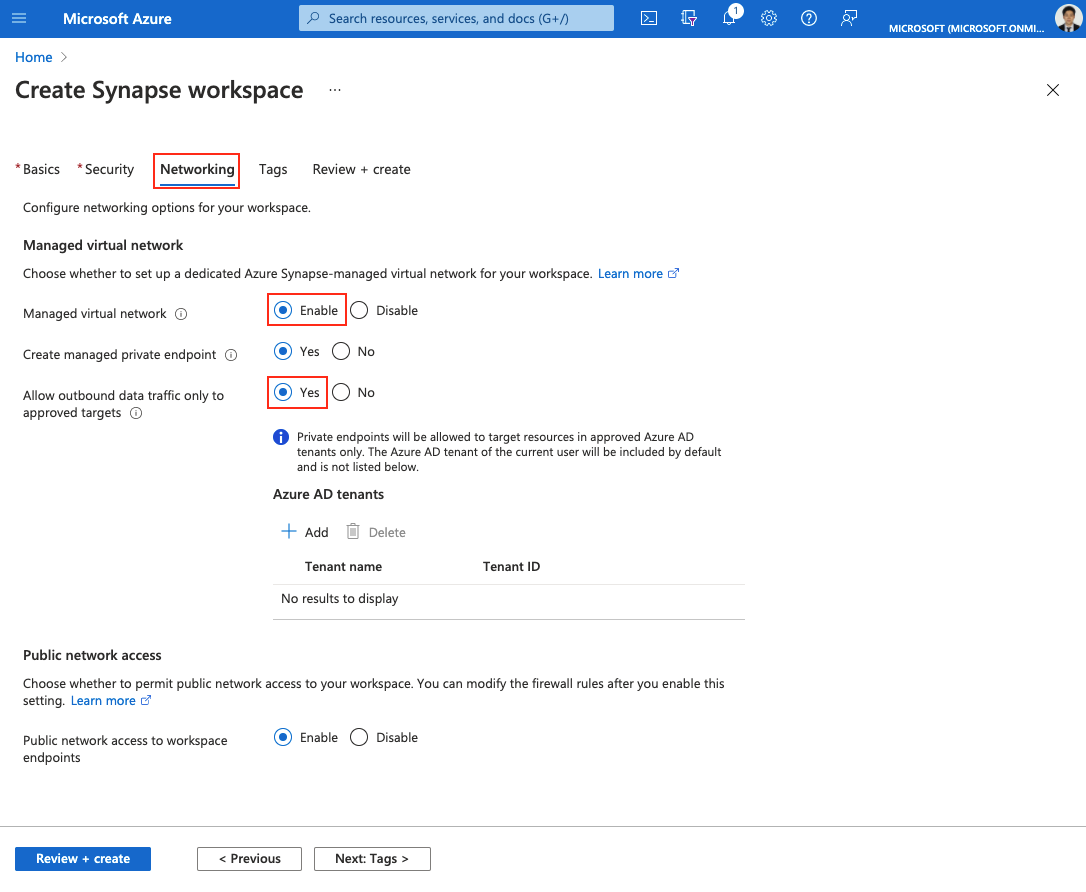 Microsoft Azure
Search resources, services, and docs (G+/)
1
MICROSOFT (MICROSOFT.ONMI...
Home
Create Synapse workspace ...
* Basics * Security Networking Tags Review + create
Configure networking options for your workspace.
Managed virtual network
Choose whether to set up a dedicated Azure Synapse-managed virtual network for your workspace. Learn more
Managed virtual network Enable Disable
Create managed private endpoint Yes No
Allow outbound data traffic only to
approved targets
Yes No
Private endpoints will be allowed to target resources in approved Azure AD
tenants only. The Azure AD tenant of the current user will be included by default
and is not listed below.
Azure AD tenants
Add Delete
Tenant name Tenant ID
No results to display
Public network access
Choose whether to permit public network access to your workspace. You can modify the firewall rules after you enable this
setting. Learn more
Public network access to workspace
endpoints
Enable Disable
Review + create < Previous Next: Tags >